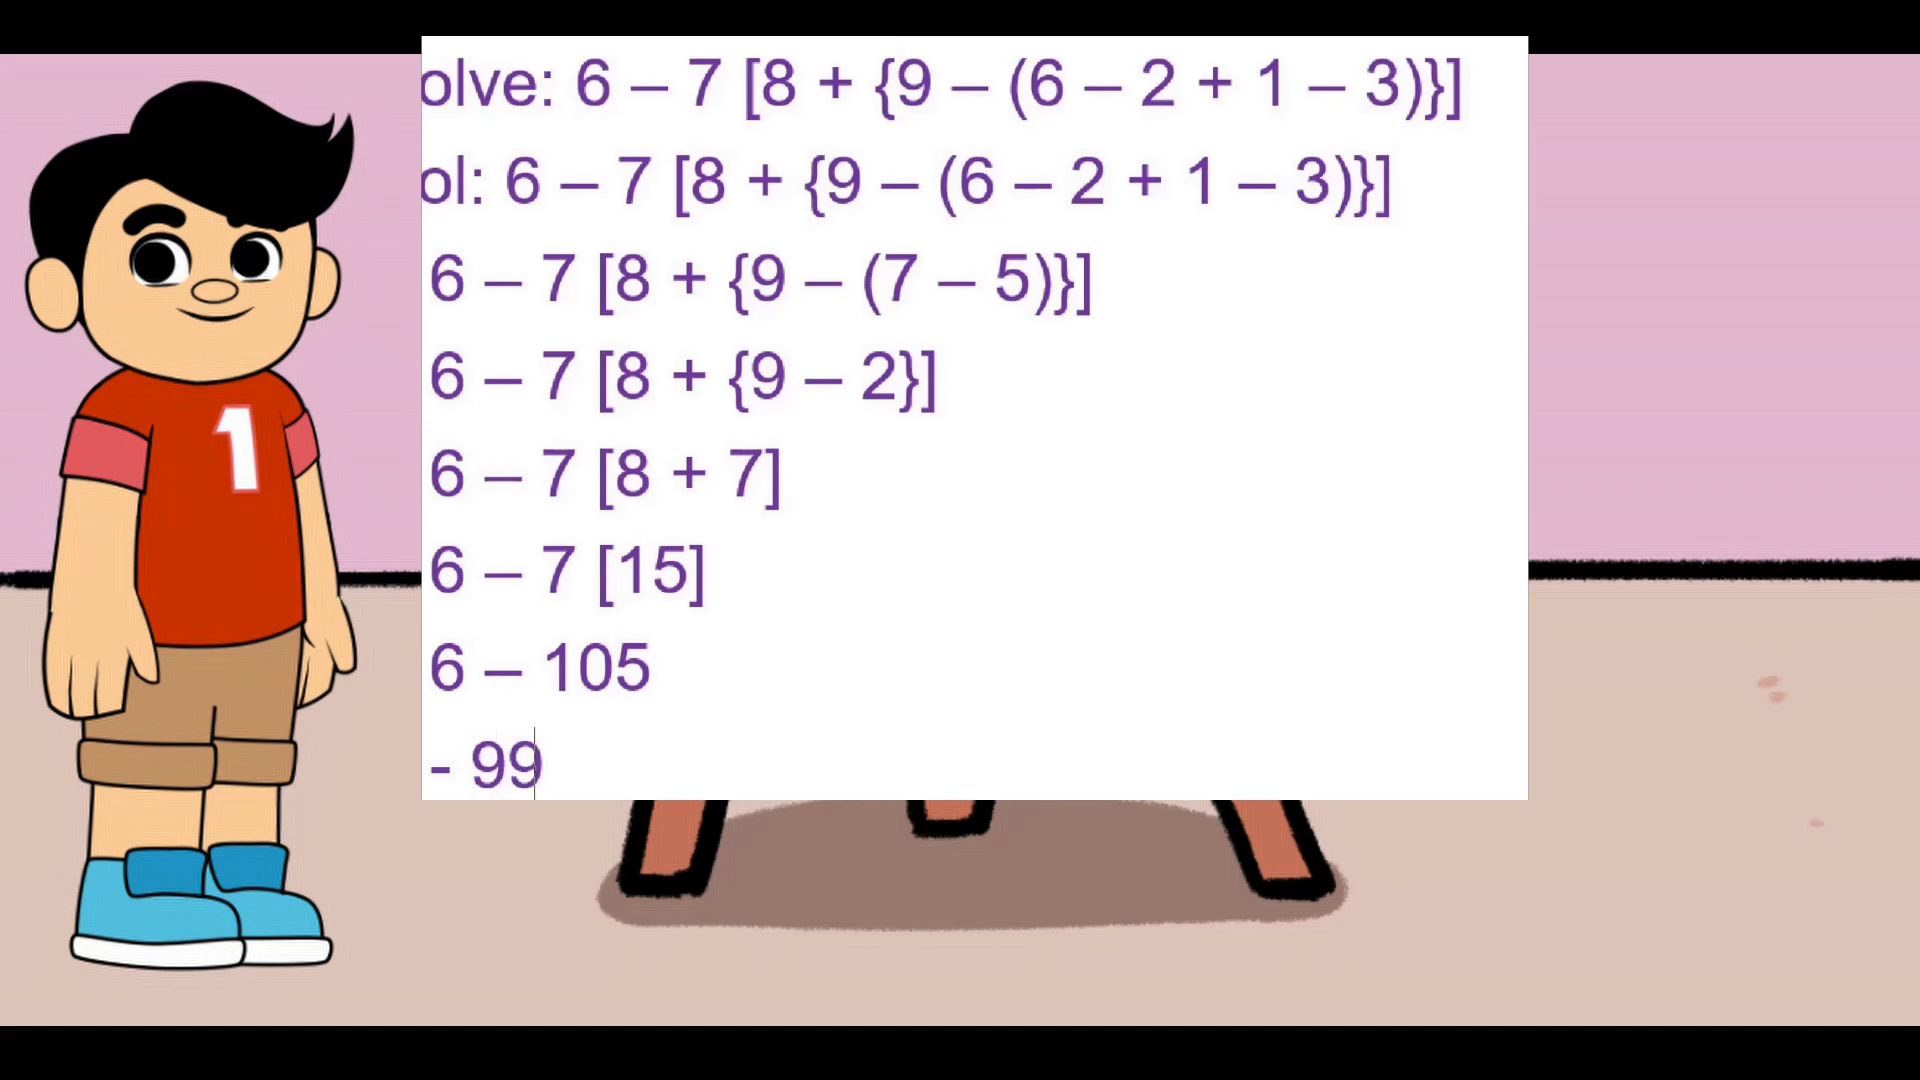 olve: 6 – 7 [8 + {9 – (6 – 2 + 1 – 3)}]
ol: 6 – 7 [8 + {9 – (6 – 2 + 1 – 3)}]
6 – 7 [8 + {9 – (7 – 5)}]
6 – 7 [8 + {9 – 2}]
6 – 7 [8 + 7]
6 – 7 [15]
6 – 105
- 99
1